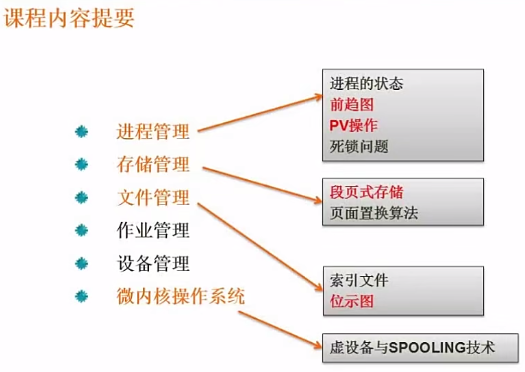 课程内容提要
进程管理
存储管理
文件管理
作业管理
设备管理
微内核操作系统
进程的状态
前趋图
PV操作
死锁问题
段页式存储
页面置换算法
索引文件
位示图
虚设备与SPOOLING技术